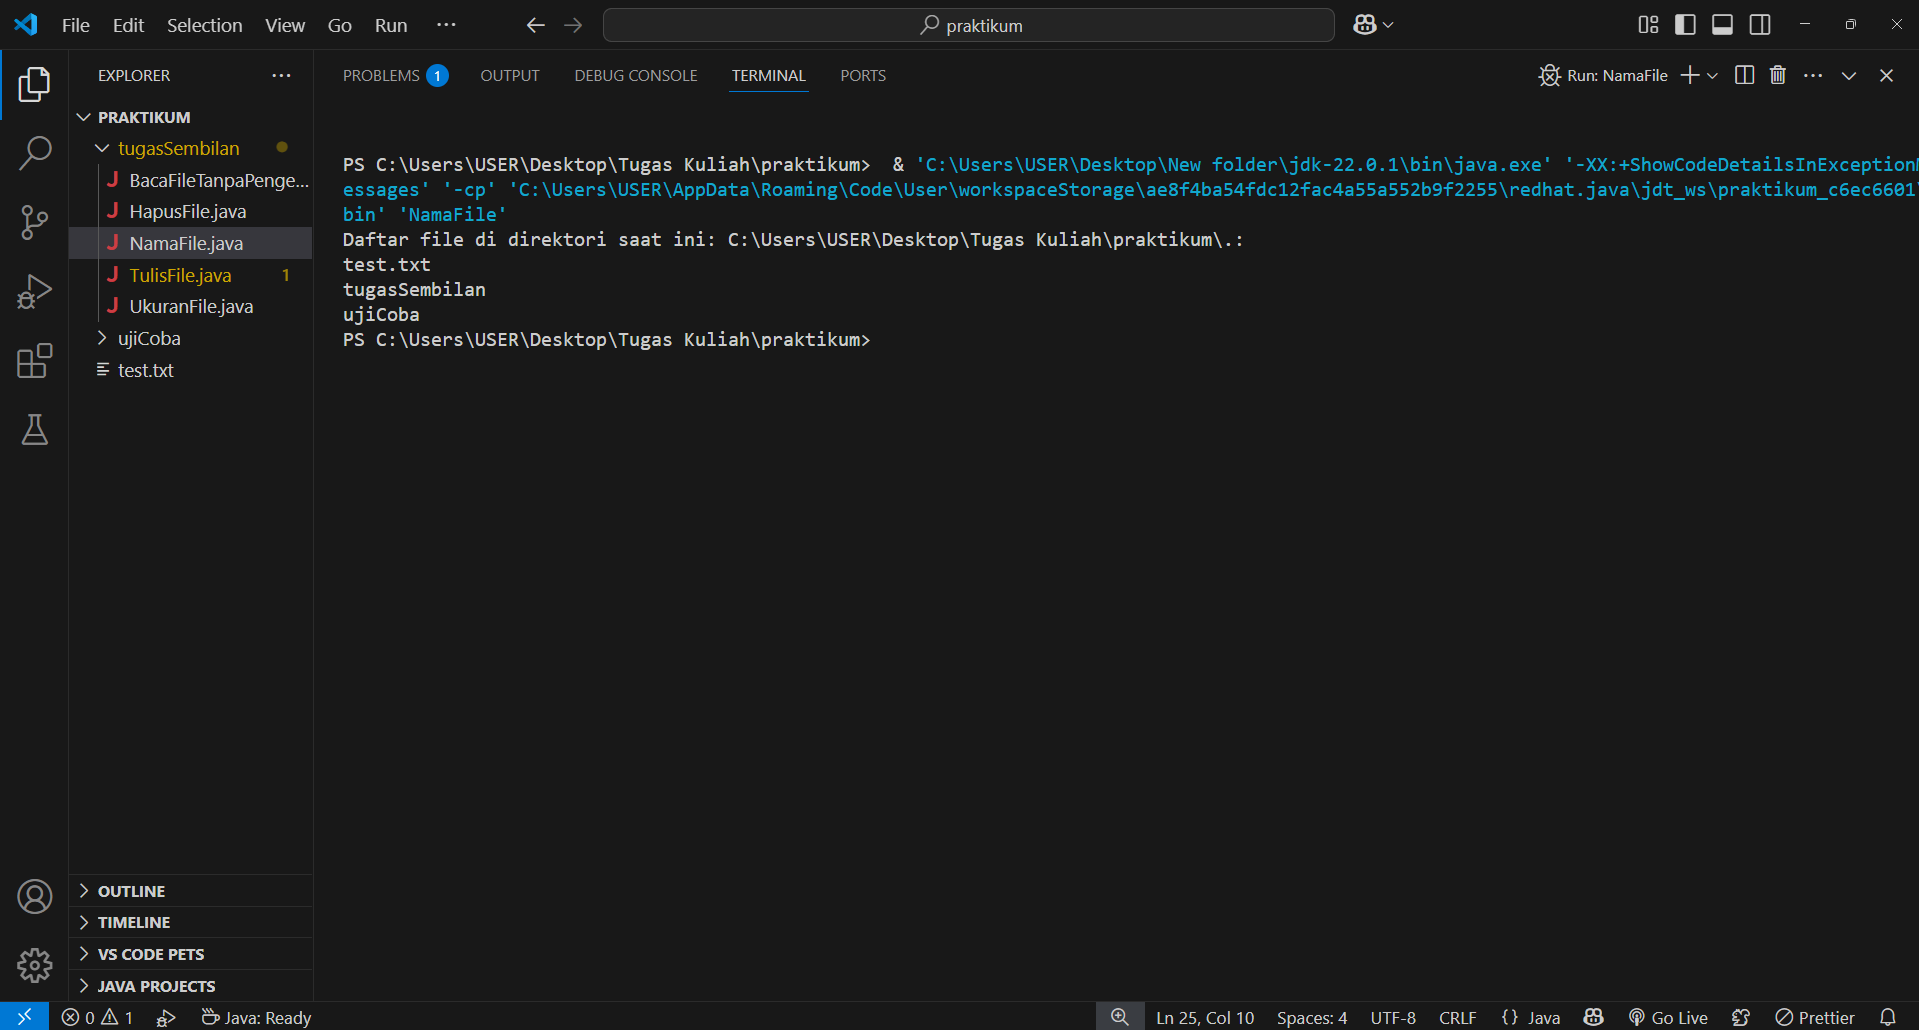 File Edit Selection View Go Run ···
praktikum
EXPLORER ···
PRAKTIKUM
tugasSembilan
BacaFileTanpaPenge...
HapusFile.java
NamaFile.java
TulisFile.java 1
UkuranFile.java
ujiCoba
test.txt
OUTLINE
TIMELINE
VS CODE PETS
JAVA PROJECTS
PROBLEMS 1 OUTPUT DEBUG CONSOLE TERMINAL PORTS
Run: NamaFile
PS C:\Users\USER\Desktop\Tugas Kuliah\praktikum>  & 'C:\Users\USER\Desktop\New folder\jdk-22.0.1\bin\java.exe' '-XX:+ShowCodeDetailsInExceptionM
essages' '-cp' 'C:\Users\USER\AppData\Roaming\Code\User\workspaceStorage\ae8f4ba54fdc12fac4a55a552b9f2255\redhat.java\jdt_ws\praktikum_c6ec6601\
bin' 'NamaFile'
Daftar file di direktori saat ini: C:\Users\USER\Desktop\Tugas Kuliah\praktikum\.:
test.txt
tugasSembilan
ujiCoba
PS C:\Users\USER\Desktop\Tugas Kuliah\praktikum>
0 1 Java: Ready Ln 25, Col 10 Spaces: 4 UTF-8 CRLF {} Java Go Live Prettier